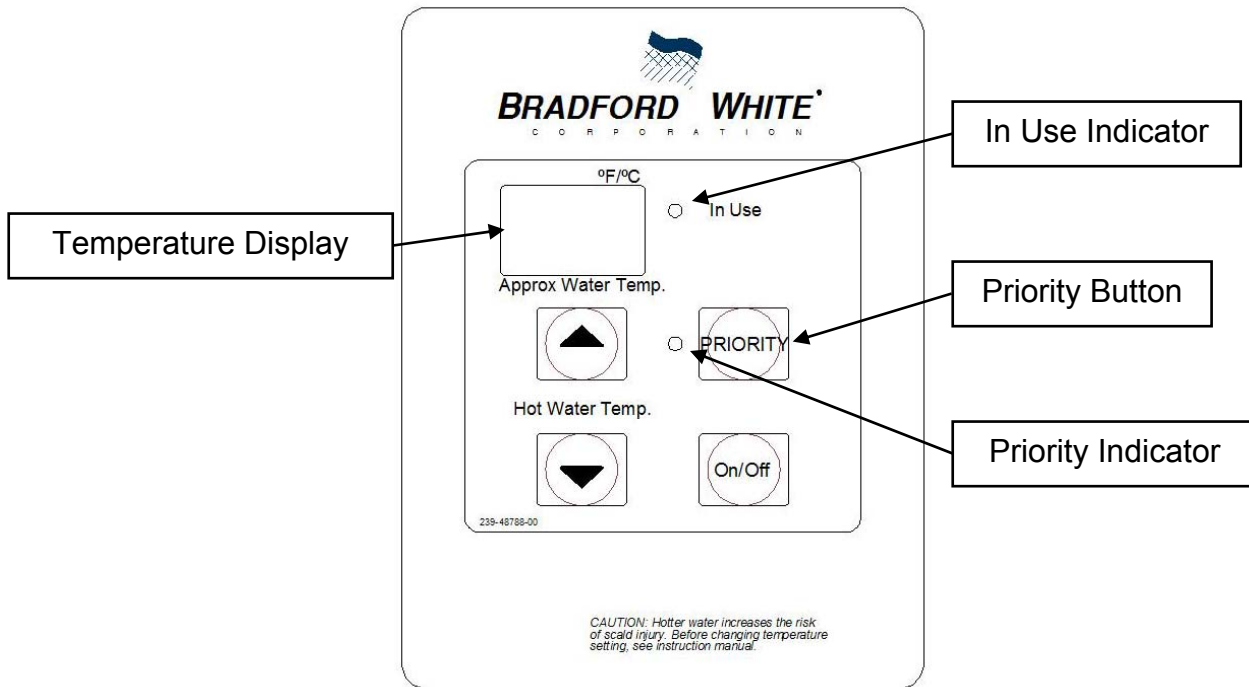 BRADFORD WHITE
CORPORATION
In Use Indicator
ºF/ºC
In Use
Temperature Display
Approx Water Temp.
Priority Button
PRIORITY
Hot Water Temp.
Priority Indicator
On/Off
239-48788-00
CAUTION: Hotter water increases the risk
of scald injury. Before changing temperature
setting, see instruction manual.